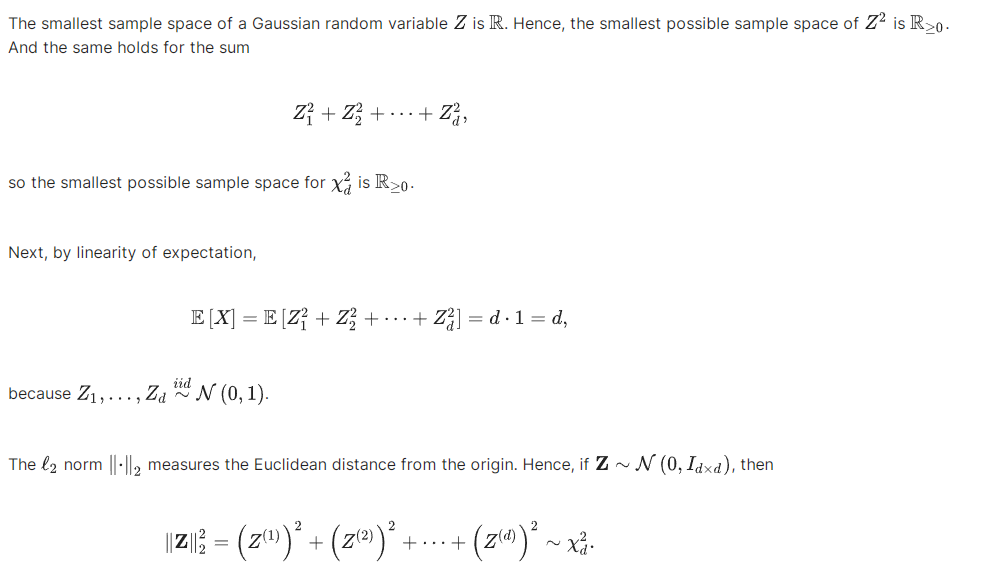 The smallest sample space of a Gaussian random variable $Z$ is $\mathbb{R}$. Hence, the smallest possible sample space of $Z^2$ is $\mathbb{R}_{\geq 0}$.
And the same holds for the sum
$Z_1^2 + Z_2^2 + \cdots + Z_d^2,$
so the smallest possible sample space for $\chi_d^2$ is $\mathbb{R}_{\geq 0}$.
Next, by linearity of expectation,
$\mathbb{E}[X] = \mathbb{E}[Z_1^2 + Z_2^2 + \cdots + Z_d^2] = d \cdot 1 = d,$
because $Z_1, \ldots, Z_d \overset{iid}{\sim} \mathcal{N}(0, 1)$.
The $\ell_2$ norm $\|\cdot\|_2$ measures the Euclidean distance from the origin. Hence, if $\mathbf{Z} \sim \mathcal{N}(0, I_{d \times d})$, then
$\|\mathbf{Z}\|_2^2 = \left(Z^{(1)}\right)^2 + \left(Z^{(2)}\right)^2 + \cdots + \left(Z^{(d)}\right)^2 \sim \chi_d^2.$